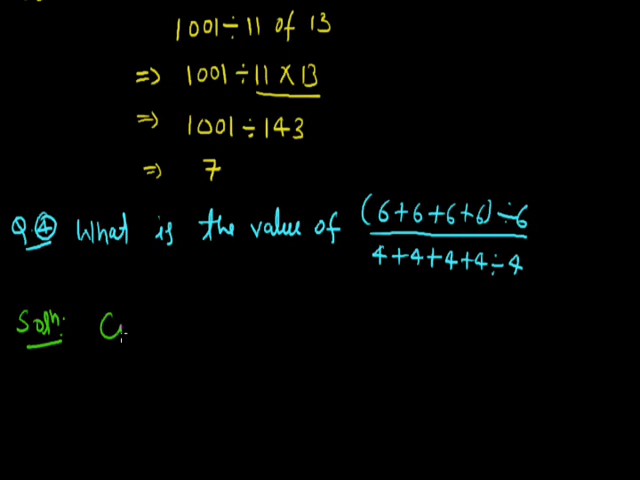 1001 ÷ 11 of 13
=> 1001 ÷ 11 × 13
=> 1001 ÷ 143
=> 7
Q.④ What is the value of (6+6+6+6) ÷ 6
4+4+4+4 ÷ 4
Soln: C